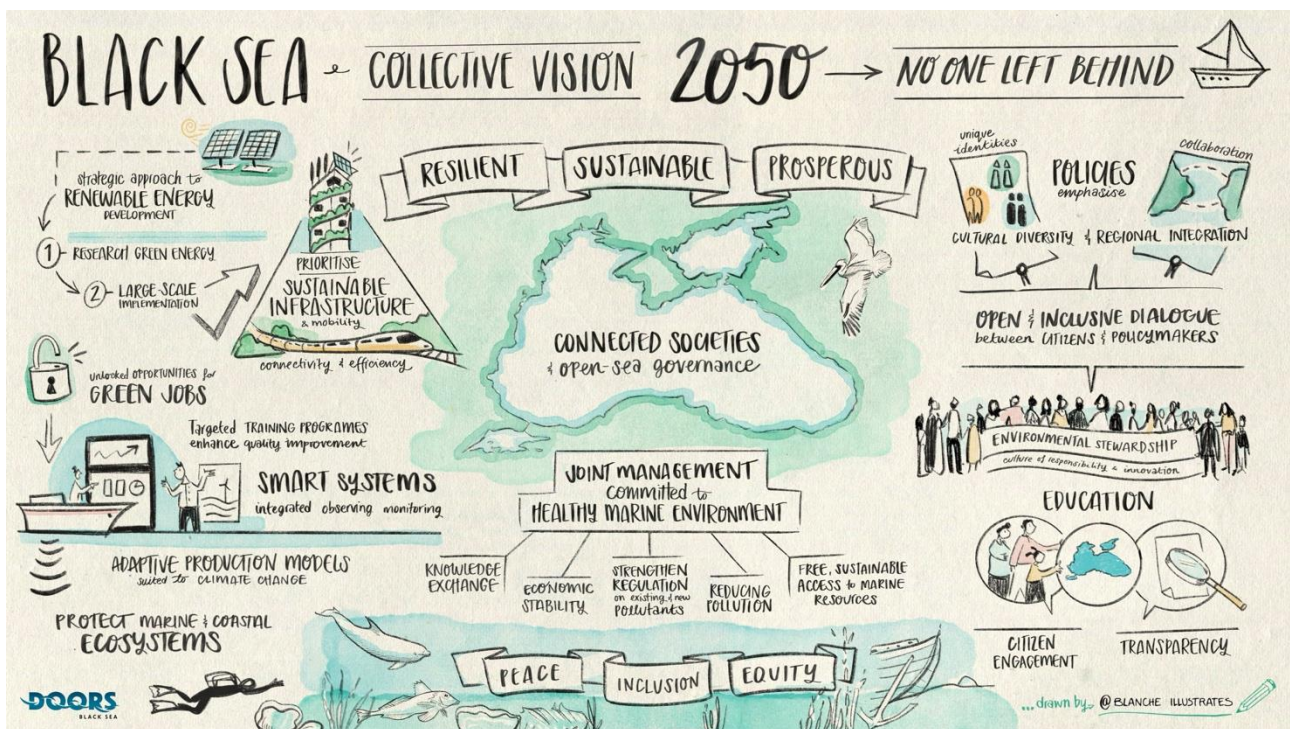 BLACK SEA - COLLECTIVE VISION 2050 → NO ONE LEFT BEHIND
strategic approach to
RENEWABLE ENERGY
DEVELOPMENT
1 - RESEARCH GREEN ENERGY
2 - LARGE-SCALE
IMPLEMENTATION
PRIORITISE
SUSTAINABLE
INFRASTRUCTURE
& mobility
connectivity & efficiency
unlocked OPPORTUNITIES for
GREEN JOBS
Targeted TRAINING PROGRAMES
enhance quality improvement
SMART SYSTEMS
integrated observing monitoring
ADAPTIVE PRODUCTION MODELS
suited to CLIMATE CHANGE
PROTECT MARINE & COASTAL
ECOSYSTEMS
DOORS
BLACK SEA
RESILIENT
SUSTAINABLE
PROSPEROUS
CONNECTED SOCIETIES
& open-sea governance
JOINT MANAGEMENT
committed to
HEALTHY MARINE ENVIRONMENT
KNOWLEDGE
EXCHANGE
ECONOMIC
STABILITY
STRENGTHEN
REGULATION
on existing & new
Pollutants
REDUCING
POLLUTION
FREE, SUSTAINABLE
ACCESS to MARINE
Resources
PEACE
INCLUSION
EQUITY
unique
identities
POLICIES
emphasise
collaboration
CULTURAL DIVERSITY & REGIONAL INTEGRATION
OPEN & INCLUSIVE DIALOGUE
between CITIZENS & POLICYMAKERS
ENVIRONMENTAL STEWARDSHIP
culture of responsibility & innovation
EDUCATION
CITIZEN
ENGAGEMENT
TRANSPARENCY
...drawn by @ BLANCHE ILLUSTRATES